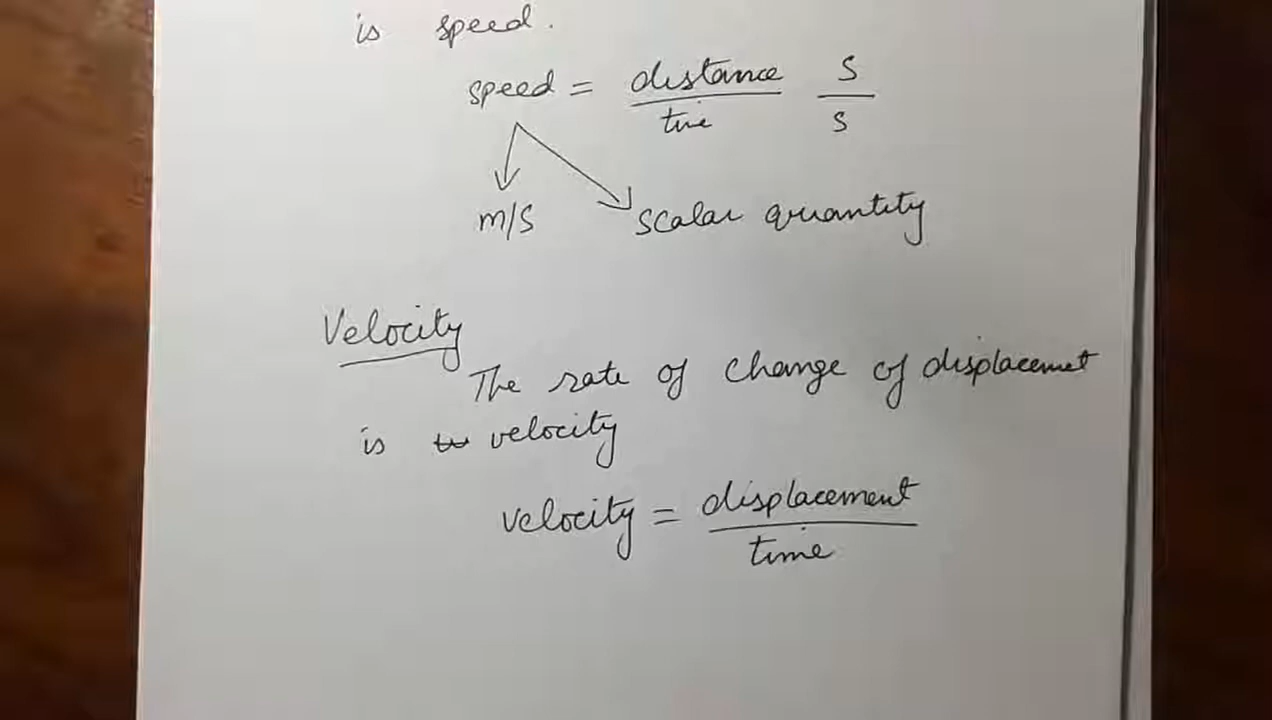 is speed.
speed = distance / time s / s
m/s scalar quantity
Velocity
The rate of change of displacement
is velocity
velocity = displacement / time